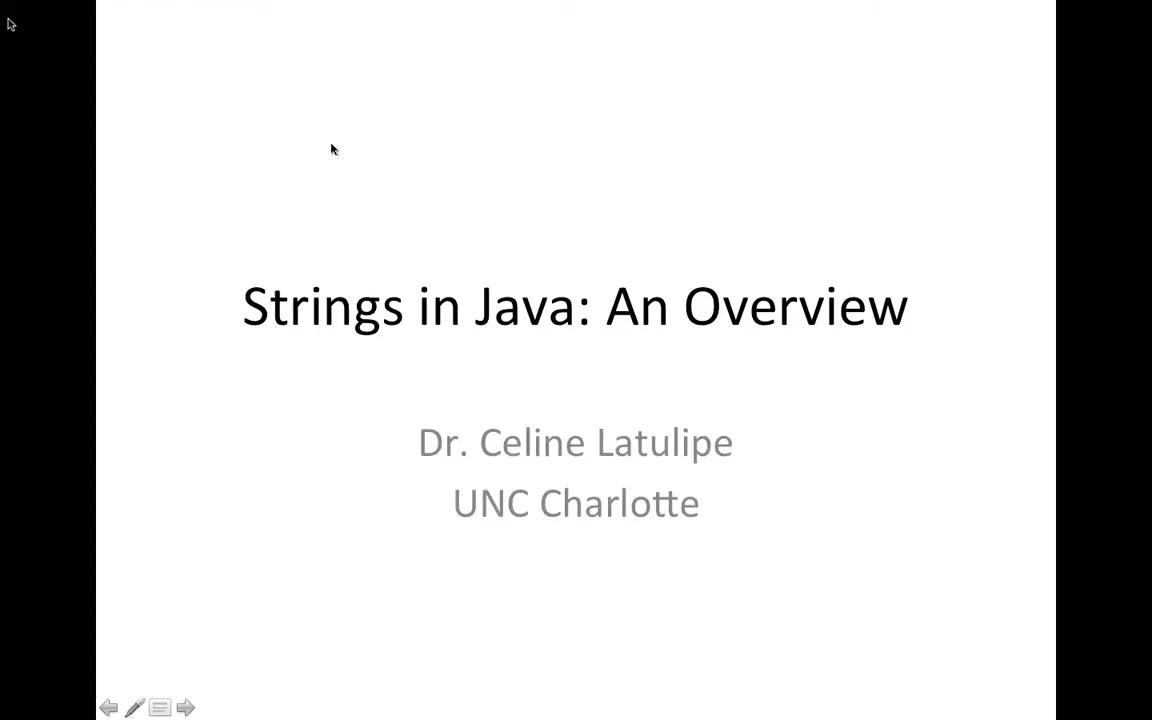 Strings in Java: An Overview
Dr. Celine Latulipe
UNC Charlotte